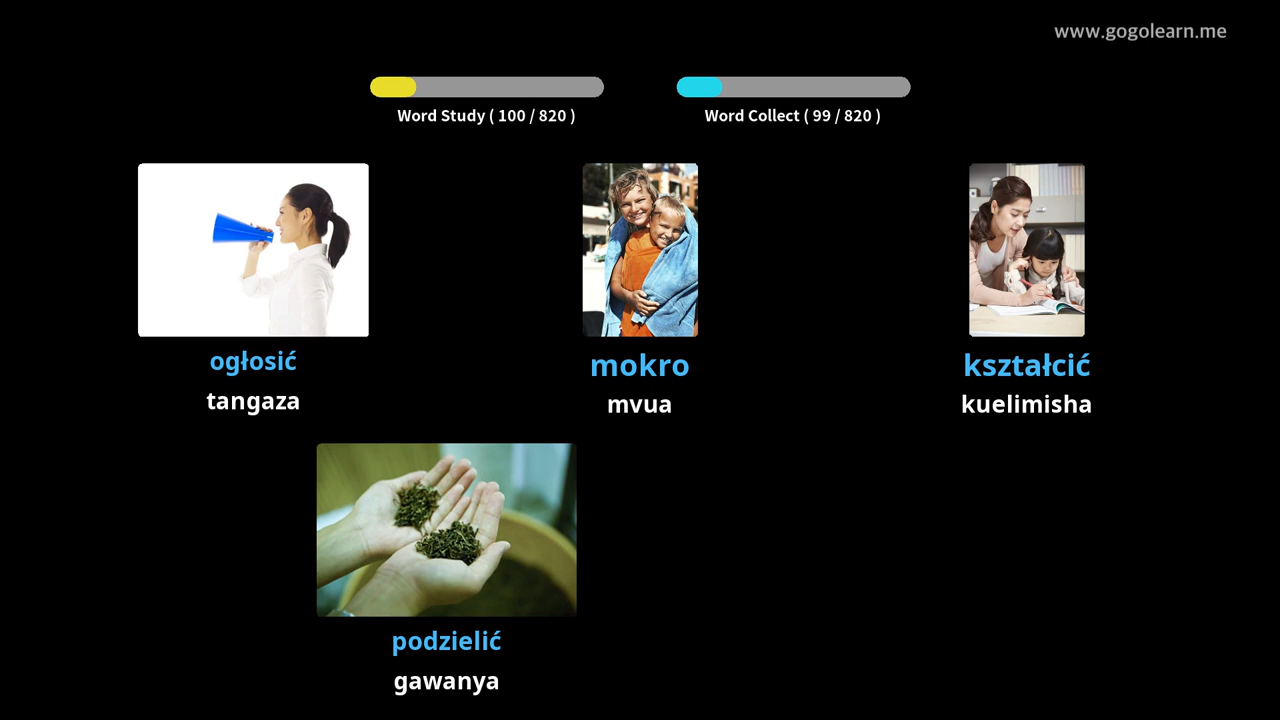 www.gogolearn.me
Word Study ( 100 / 820 )
Word Collect ( 99 / 820 )
ogłosić
tangaza
mokro
mvua
kształcić
kuelimisha
podzielić
gawanya